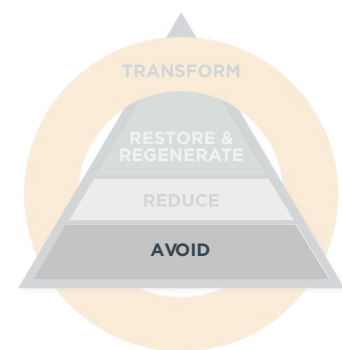 TRANSFORM
RESTORE &
REGENERATE
REDUCE
AVOID